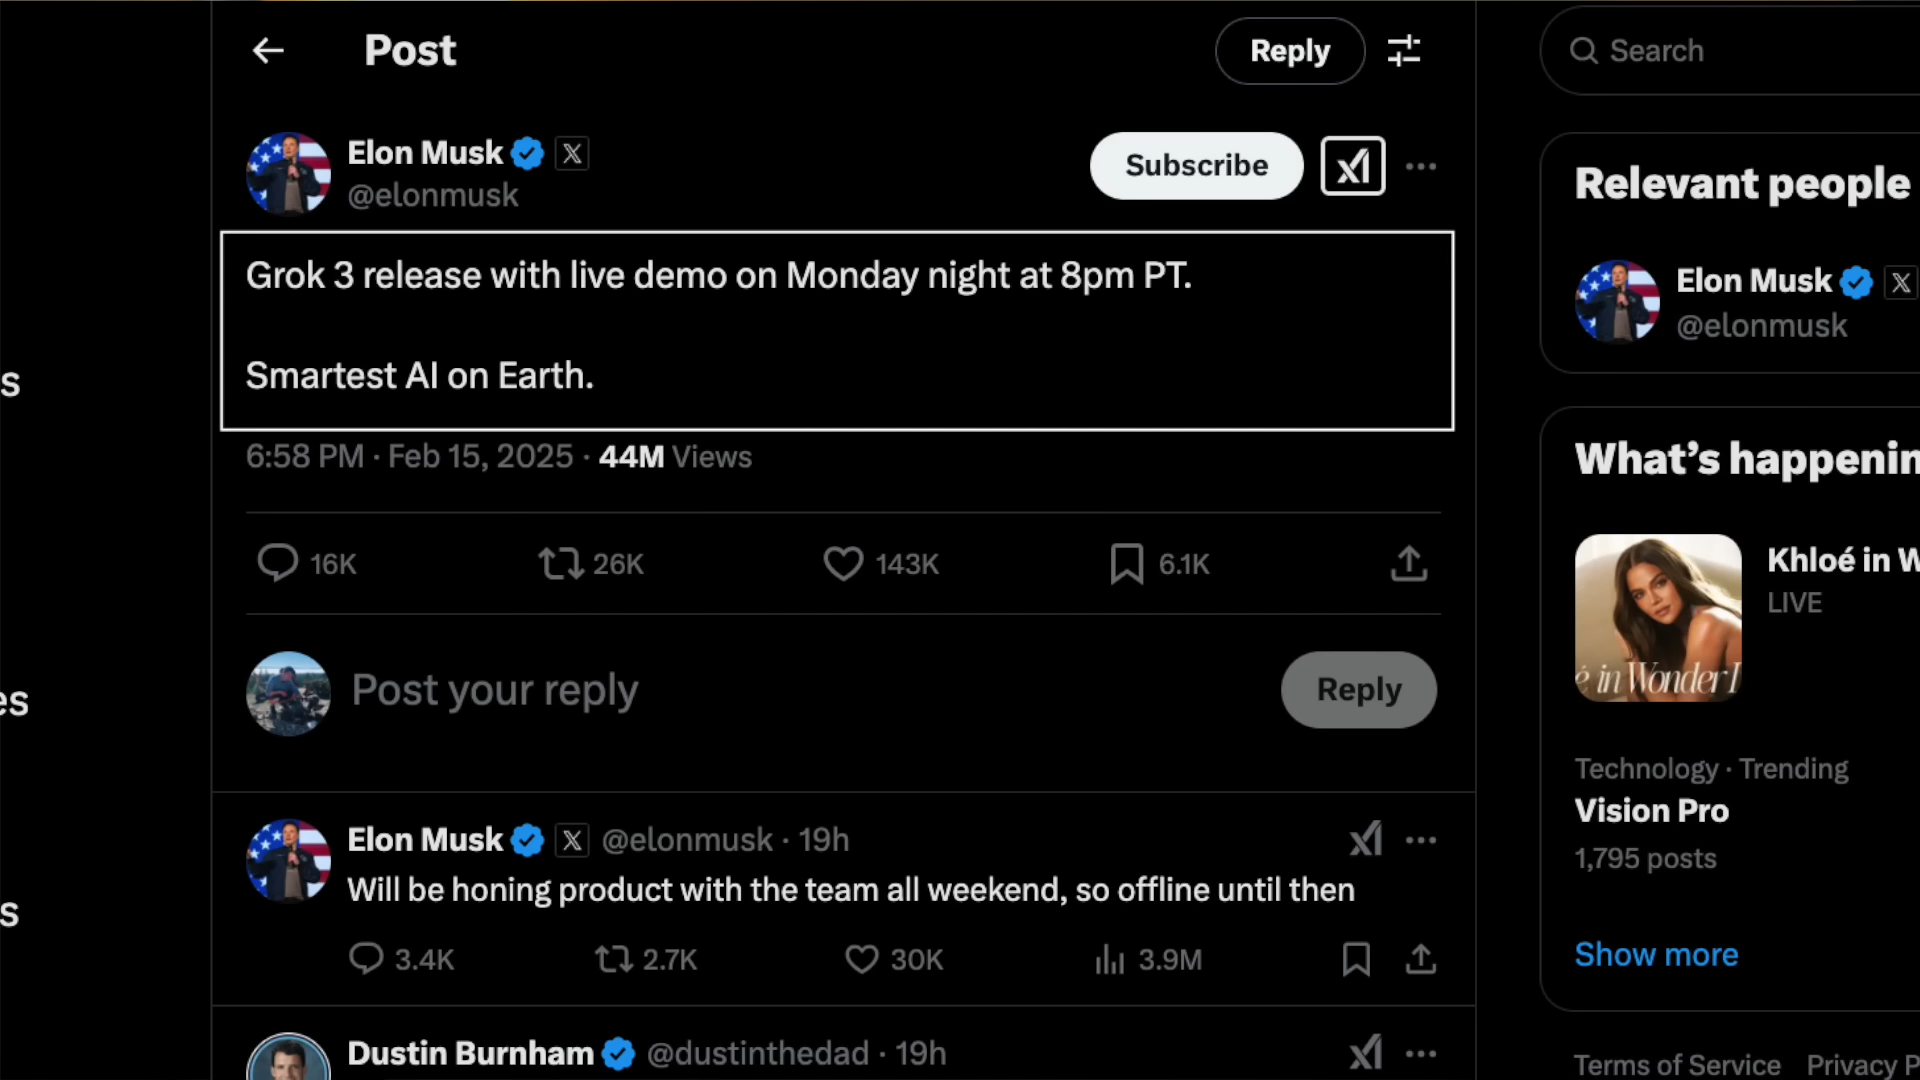 Post
Reply
Search
Elon Musk
@elonmusk
Subscribe
Grok 3 release with live demo on Monday night at 8pm PT.
Smartest AI on Earth.
6:58 PM · Feb 15, 2025 · 44M Views
16K 26K 143K 6.1K
Post your reply
Reply
Elon Musk @elonmusk · 19h
Will be honing product with the team all weekend, so offline until then
3.4K 2.7K 30K 3.9M
Dustin Burnham @dustinthedad · 19h
Relevant people
Elon Musk
@elonmusk
What's happenin
Khloé in W
LIVE
é in Wonder
Technology · Trending
Vision Pro
1,795 posts
Show more
Terms of Service Privacy P
s
es
s